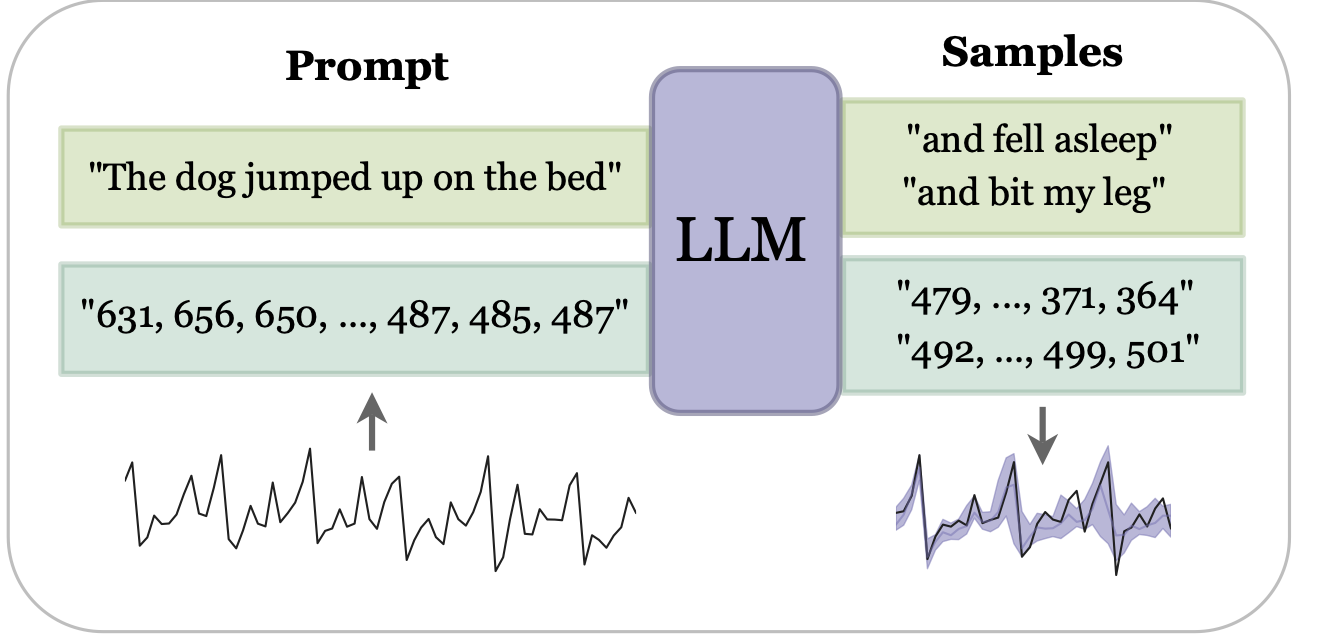 Prompt
"The dog jumped up on the bed"
"631, 656, 650, ..., 487, 485, 487"
LLM
Samples
"and fell asleep"
"and bit my leg"
"479, ..., 371, 364"
"492, ..., 499, 501"